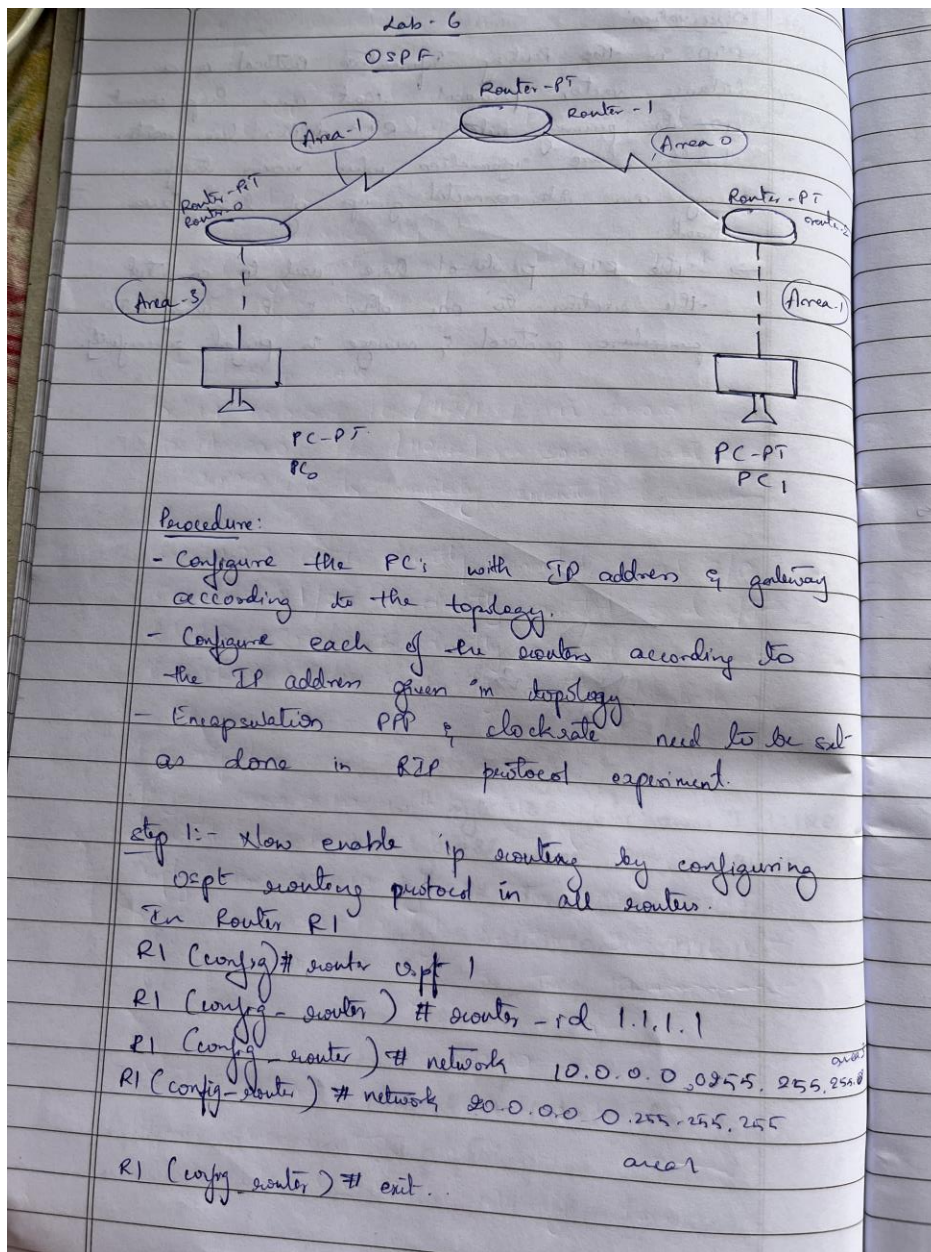 Lab - 6
OSPF.
Router-PT
Router - 1
Area-1
Area 0
Router-PT
Router-0
Router-PT
Area-3
Area-1
PC-PT
PC0
PC-PT
PC1
Procedure:
- Configure the PC's with IP address & gateway
according to the topology.
- Configure each of the routers according to
the IP address given in topology
- Encapsulation PPP & clockrate need to be set
as done in RIP protocol experiment.
step 1:- Now enable ip routing by configuring
ospf routing protocol in all routers.
In Router R1
R1 (config)# router ospf 1
R1 (config-router) # router-id 1.1.1.1
R1 (config-router) # network 10.0.0.0 0.255.255.255
R1 (config-router) # network 20.0.0.0 0.255.255.255
area 1
R1 (config-router) # exit..